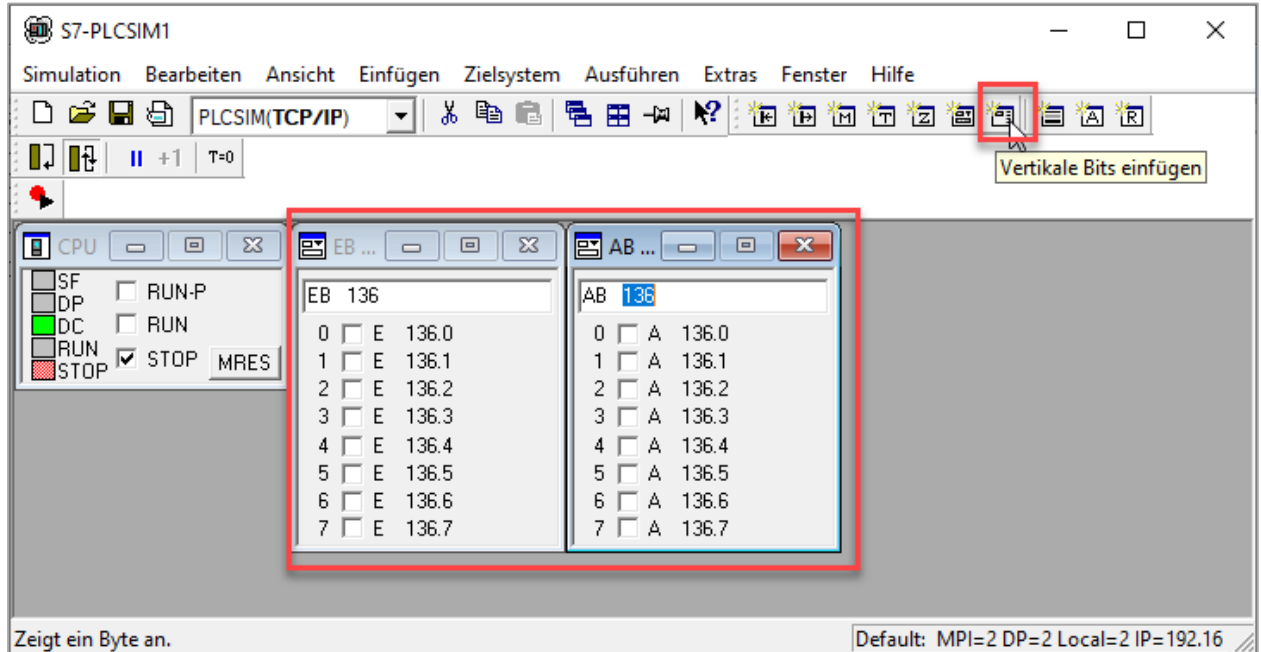 S7-PLCSIM1
Simulation Bearbeiten Ansicht Einfügen Zielsystem Ausführen Extras Fenster Hilfe
PLCSIM(TCP/IP)
M T Z A R
+1 T=0
Vertikale Bits einfügen
CPU
SF
DP
DC
RUN
STOP
RUN-P
RUN
STOP MRES
EB ...
EB 136
0 E 136.0
1 E 136.1
2 E 136.2
3 E 136.3
4 E 136.4
5 E 136.5
6 E 136.6
7 E 136.7
AB ...
AB 136
0 A 136.0
1 A 136.1
2 A 136.2
3 A 136.3
4 A 136.4
5 A 136.5
6 A 136.6
7 A 136.7
Zeigt ein Byte an.
Default: MPI=2 DP=2 Local=2 IP=192.16